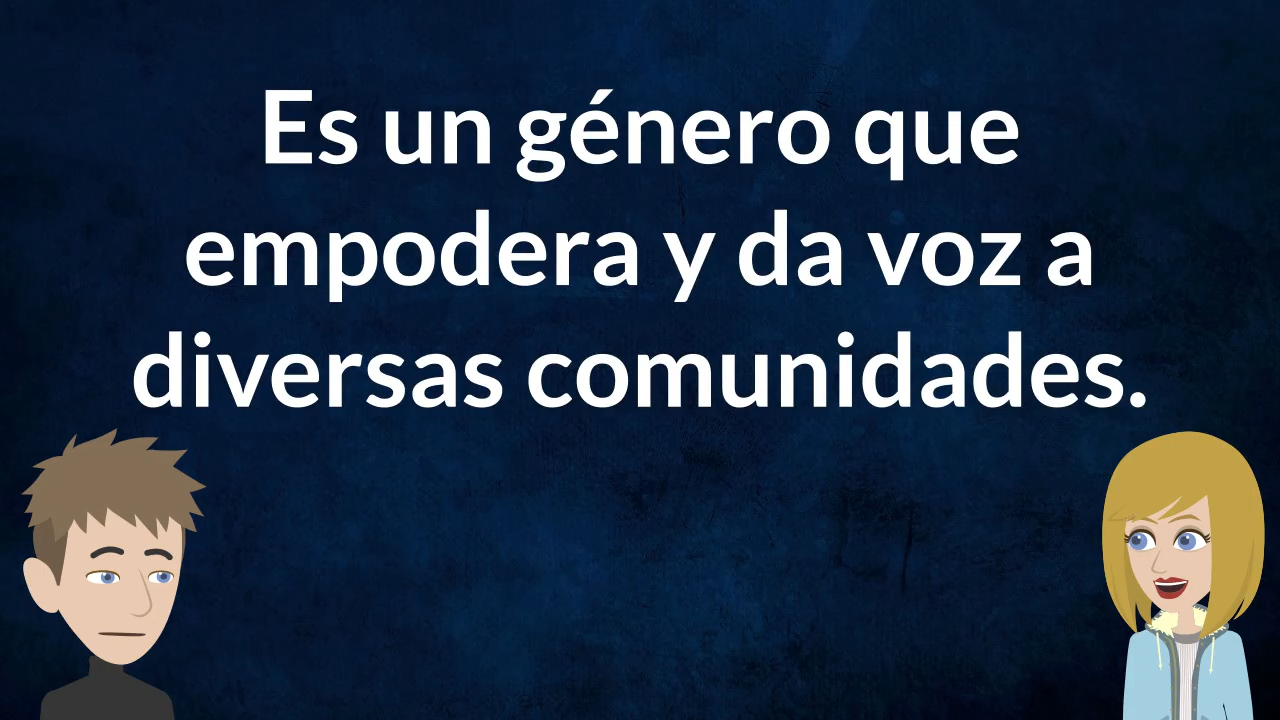 Es un género que
empodera y da voz a
diversas comunidades.